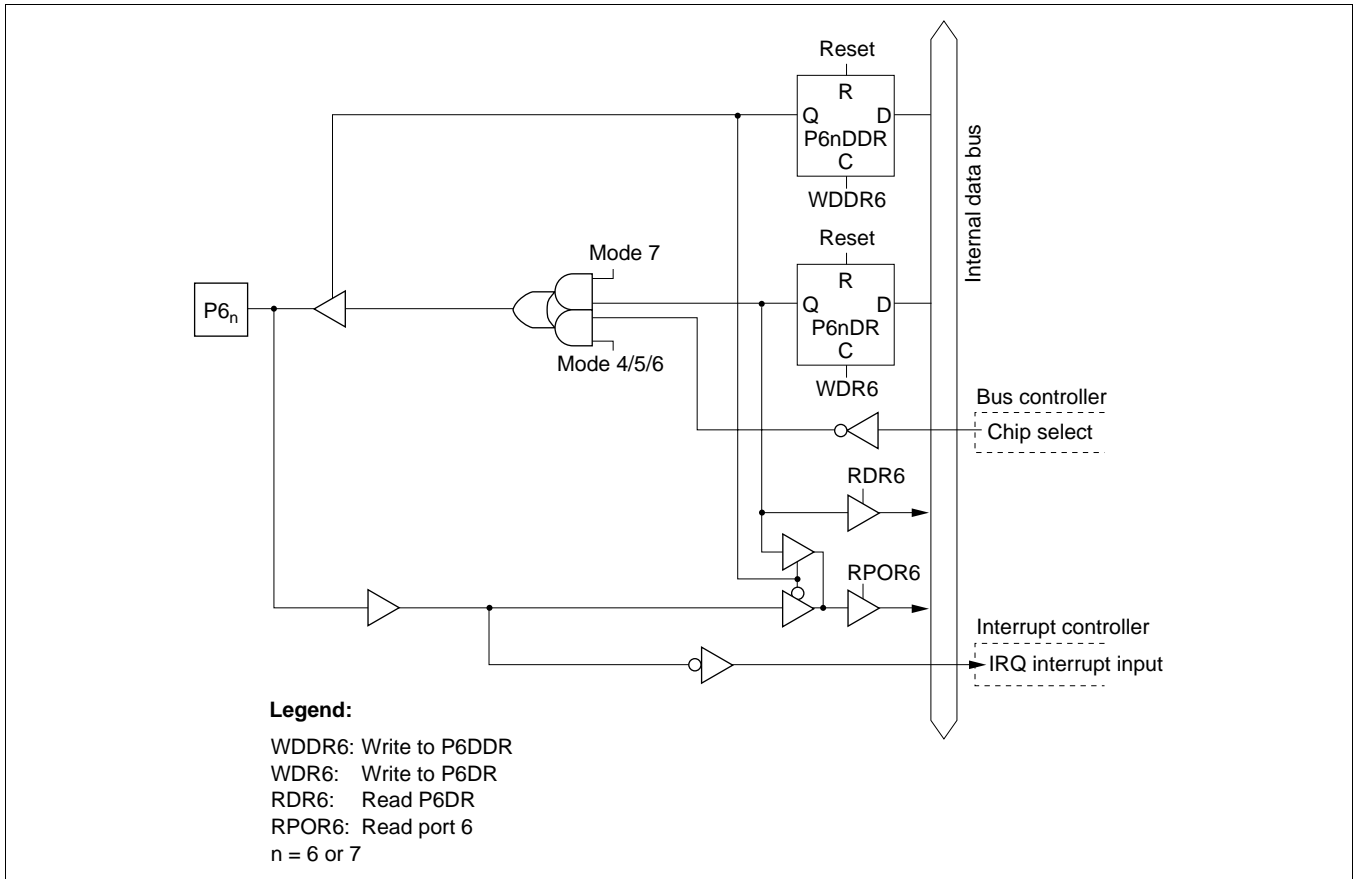 Reset
R
Q D
P6nDDR
C
WDDR6
Internal data bus
Reset
Mode 7
R
Q D
P6n
P6nDR
C
Mode 4/5/6
WDR6
Bus controller
Chip select
RDR6
RPOR6
Interrupt controller
IRQ interrupt input
Legend:
WDDR6: Write to P6DDR
WDR6: Write to P6DR
RDR6: Read P6DR
RPOR6: Read port 6
n = 6 or 7